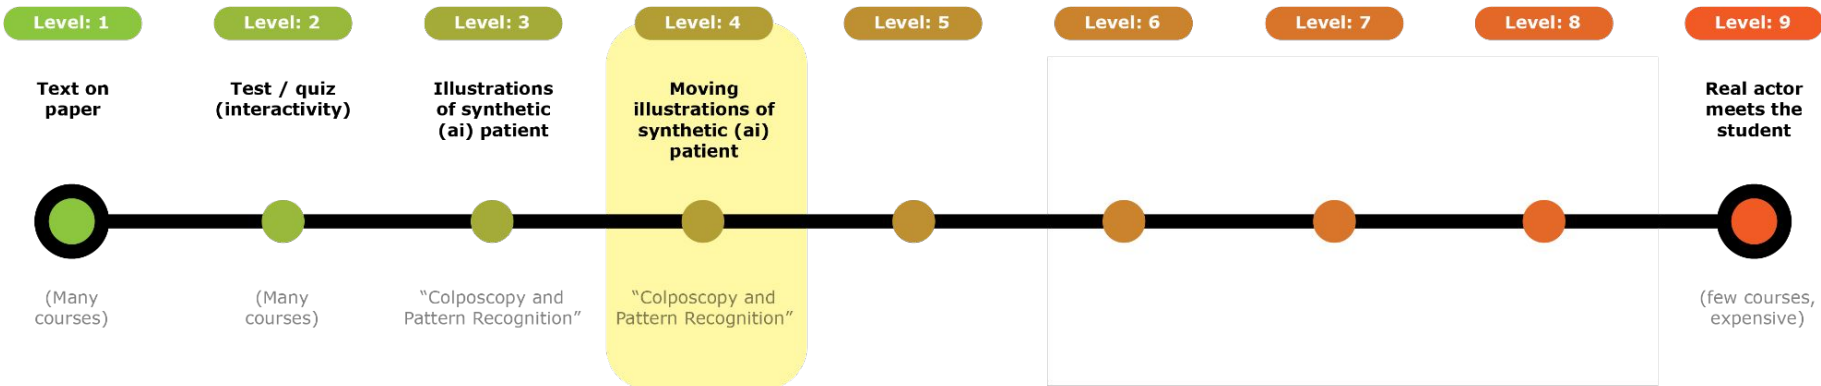 Level: 1
Level: 2
Level: 3
Level: 4
Level: 5
Level: 6
Level: 7
Level: 8
Level: 9
Text on
paper
Test / quiz
(interactivity)
Illustrations
of synthetic
(ai) patient
Moving
illustrations of
synthetic (ai)
patient
Real actor
meets the
student
(Many
courses)
(Many
courses)
“Colposcopy and
Pattern Recognition”
“Colposcopy and
Pattern Recognition”
(few courses,
expensive)